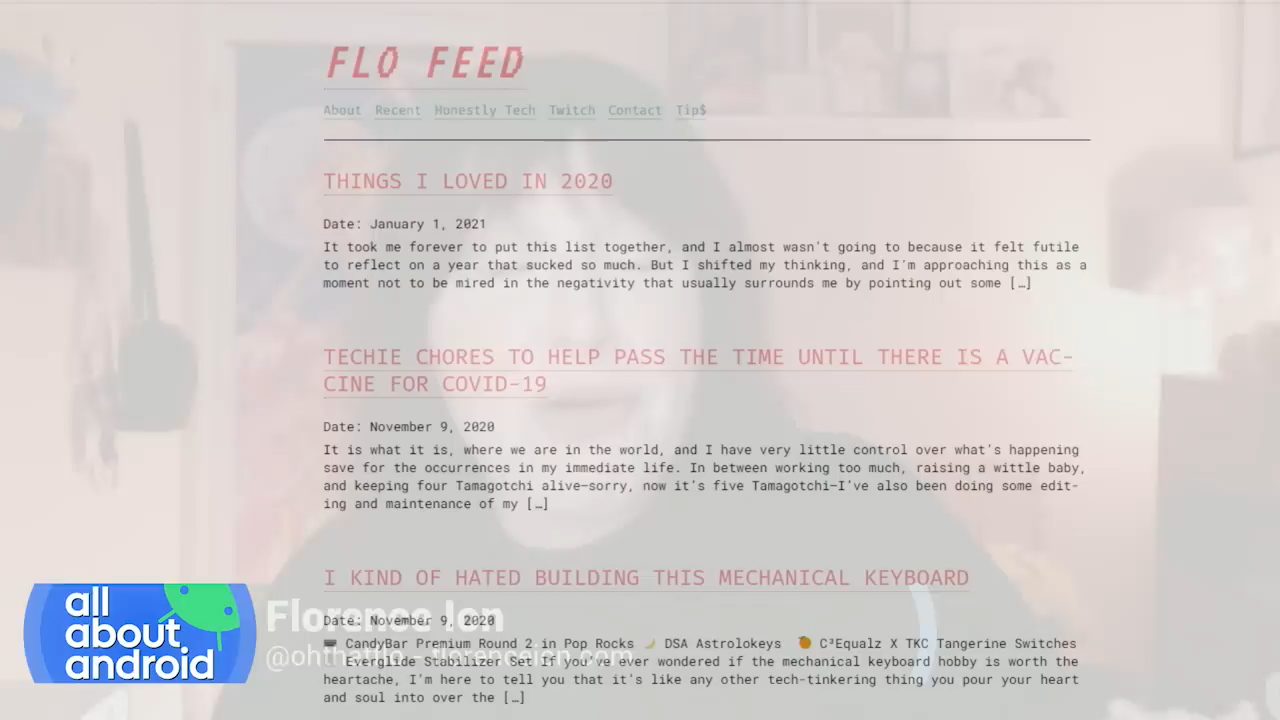 FLO FEED
About Recent Honestly Tech Twitch Contact Tip$
THINGS I LOVED IN 2020
Date: January 1, 2021
It took me forever to put this list together, and I almost wasn't going to because it felt futile
to reflect on a year that sucked so much. But I shifted my thinking, and I'm approaching this as a
moment not to be mired in the negativity that usually surrounds me by pointing out some […]
TECHIE CHORES TO HELP PASS THE TIME UNTIL THERE IS A VAC-
CINE FOR COVID-19
Date: November 9, 2020
It is what it is, where we are in the world, and I have very little control over what's happening
save for the occurrences in my immediate life. In between working too much, raising a wittle baby,
and keeping four Tamagotchi alive—sorry, now it's five Tamagotchi—I've also been doing some edit-
ing and maintenance of my […]
I KIND OF HATED BUILDING THIS MECHANICAL KEYBOARD
Date: November 9, 2020
CandyBar Premium Round 2 in Pop Rocks DSA Astrolokeys C³Equalz X TKC Tangerine Switches
Everglide Stabilizer Set If you've ever wondered if the mechanical keyboard hobby is worth the
heartache, I'm here to tell you that it's like any other tech-tinkering thing you pour your heart
and soul into over the […]
all
about
android
Florence Ion
@ohthatflo - florenceion.com